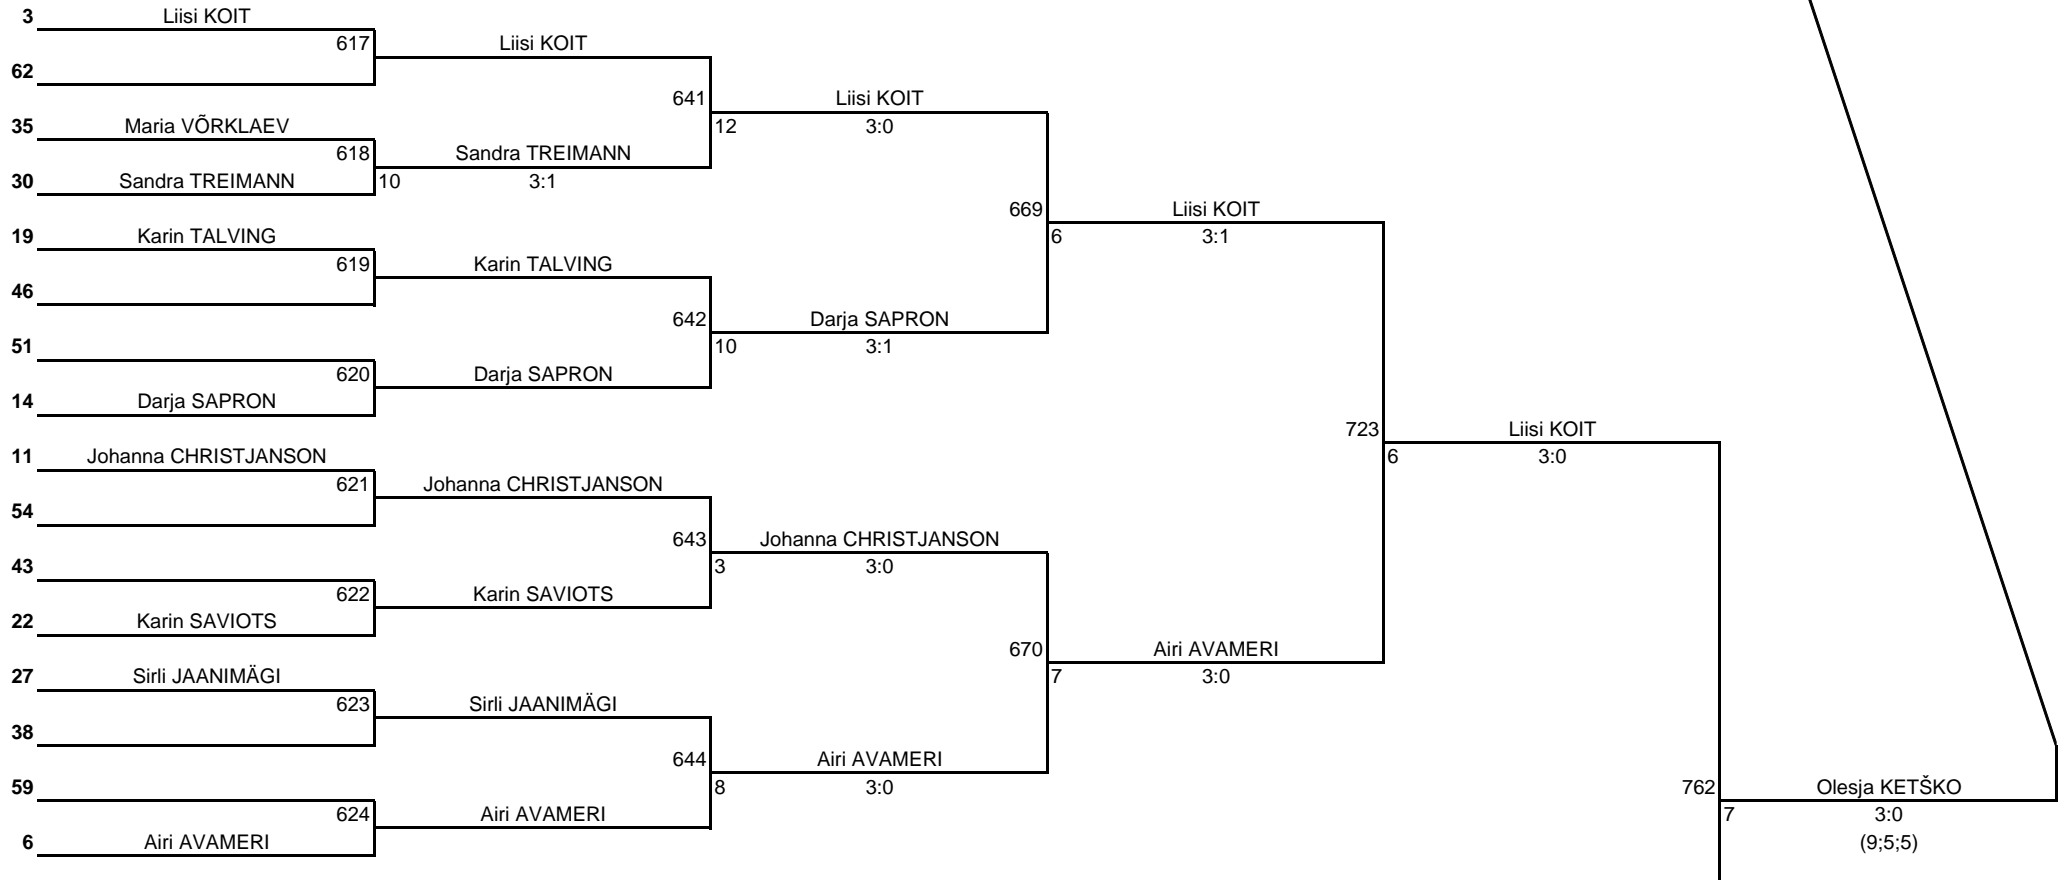 3 Liisi KOIT
617 Liisi KOIT
62
641 Liisi KOIT
35 Maria VÕRKLAEV 12 3:0
618 Sandra TREIMANN
30 Sandra TREIMANN 10 3:1
669 Liisi KOIT
19 Karin TALVING 6 3:1
619 Karin TALVING
46
642 Darja SAPRON
51 10 3:1
620 Darja SAPRON
14 Darja SAPRON
723 Liisi KOIT
11 Johanna CHRISTJANSON 6 3:0
621 Johanna CHRISTJANSON
54
643 Johanna CHRISTJANSON
43 3 3:0
622 Karin SAVIOTS
22 Karin SAVIOTS
670 Airi AVAMERI
27 Sirli JAANIMÄGI 7 3:0
623 Sirli JAANIMÄGI
38
644 Airi AVAMERI
59 8 3:0 762 Olesja KETŠKO
624 Airi AVAMERI 7 3:0
6 Airi AVAMERI (9;5;5)